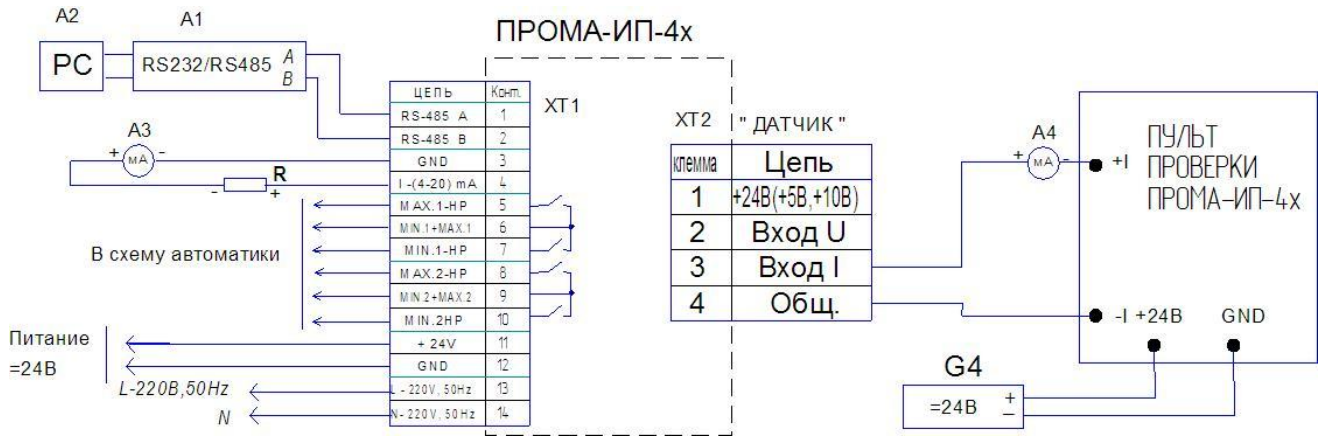 ПРОМА-ИП-4x
A2
A1
PC
RS232/RS485
A
B
ЦЕПЬ Конт.
RS-485 A 1
RS-485 B 2
GND 3
I-(4-20) mA 4
MAX.1-HP 5
MIN.1+MAX.1 6
MIN.1-HP 7
MAX.2-HP 8
MIN.2+MAX.2 9
MIN.2HP 10
+ 24V 11
GND 12
L - 220V, 50Hz 13
N- 220V, 50Hz 14
XT1
A3
+ мА -
R
- +
В схему автоматики
Питание
=24В
L-220В,50Hz
N
XT2 " ДАТЧИК "
клемма Цепь
1 +24В(+5В,+10В)
2 Вход U
3 Вход I
4 Общ.
A4
+ мА -
+I
ПУЛЬТ
ПРОВЕРКИ
ПРОМА-ИП-4x
-I +24В GND
G4
=24В + −